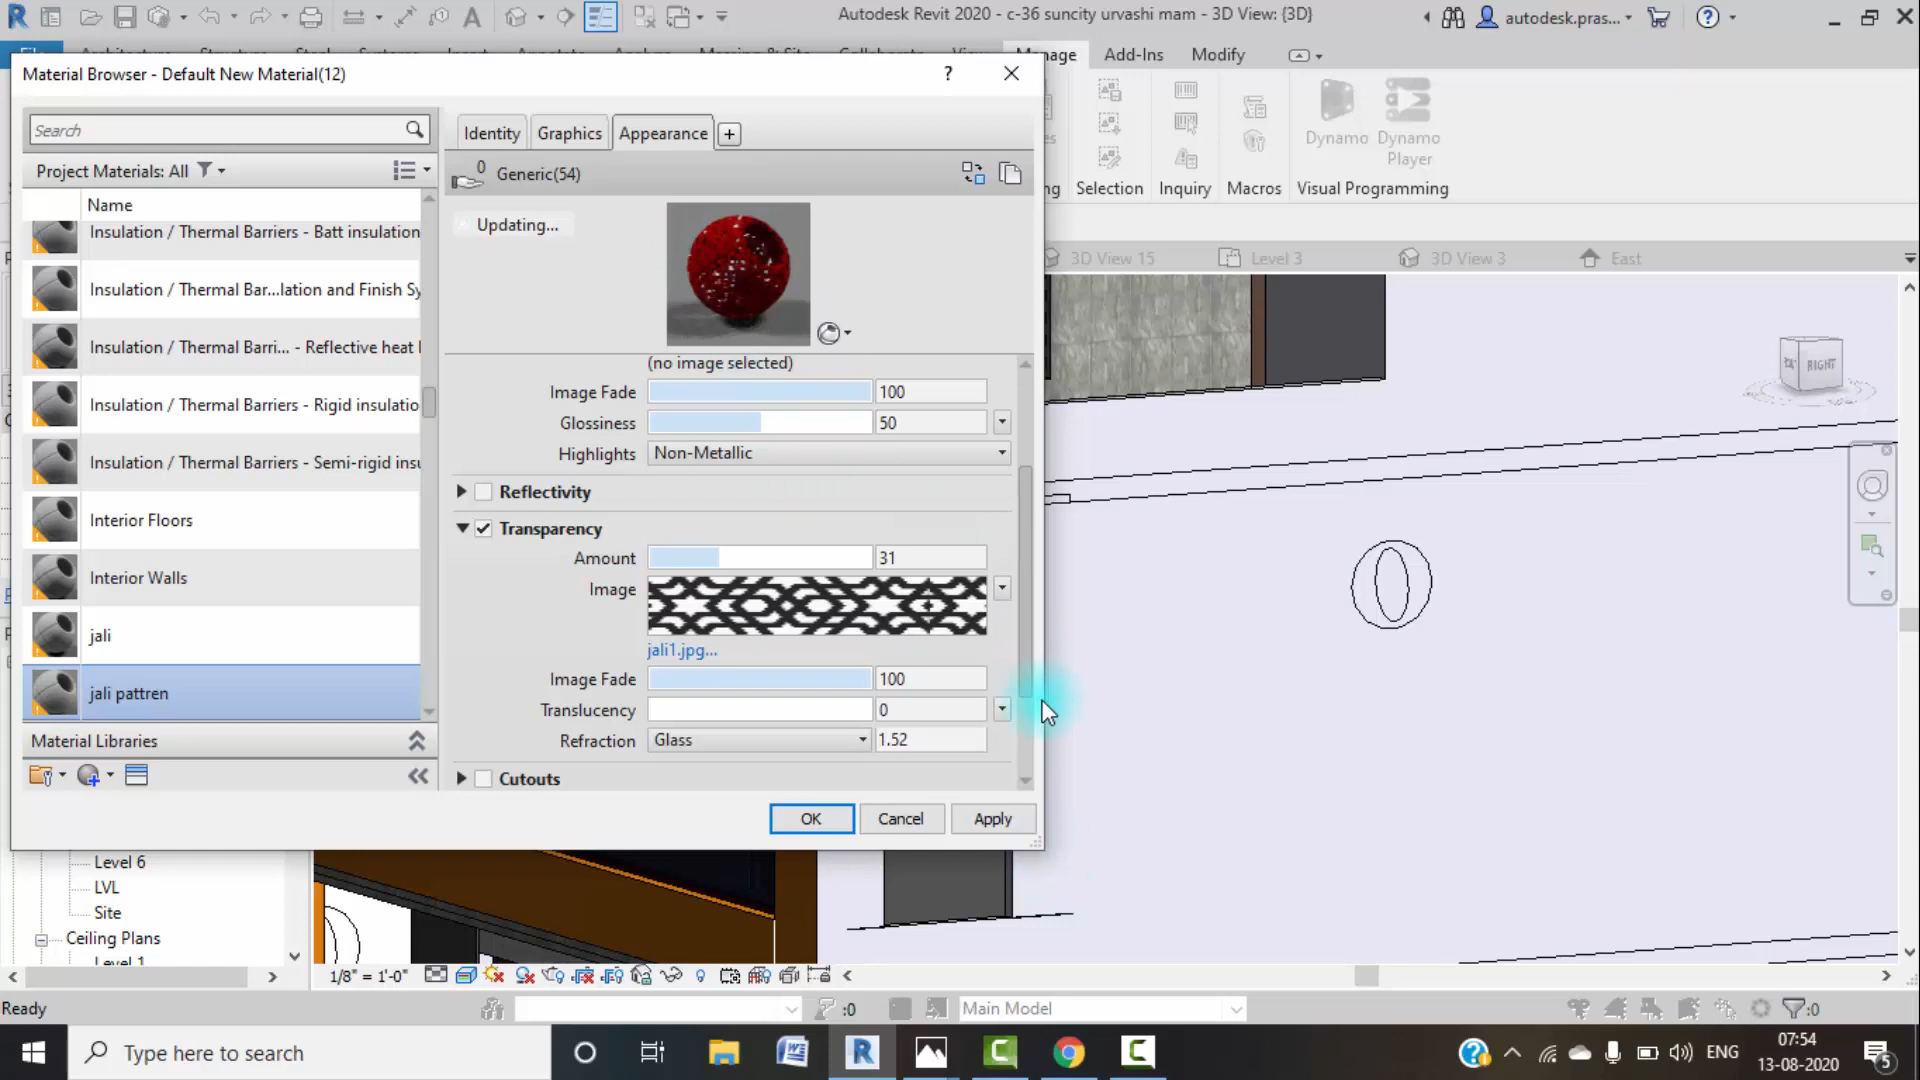 Autodesk Revit 2020 - c-36 suncity urvashi mam - 3D View: {3D}
autodesk.pras...
Add-Ins
Modify
Material Browser - Default New Material(12)
?
Search
Project Materials: All
Name
Insulation / Thermal Barriers - Batt insulation
Insulation / Thermal Bar...lation and Finish Sy
Insulation / Thermal Barri... - Reflective heat
Insulation / Thermal Barriers - Rigid insulatio
Insulation / Thermal Barriers - Semi-rigid insu
Interior Floors
Interior Walls
jali
jali pattren
Material Libraries
Identity
Graphics
Appearance
0
Generic(54)
Updating...
(no image selected)
Image Fade 100
Glossiness 50
Highlights Non-Metallic
Reflectivity
Transparency
Amount 31
Image
jali1.jpg...
Image Fade 100
Translucency 0
Refraction Glass 1.52
Cutouts
OK
Cancel
Apply
Dynamo
Dynamo Player
Selection
Inquiry
Macros
Visual Programming
3D View 15
Level 3
3D View 3
East
RIGHT
Level 6
LVL
Site
Ceiling Plans
Level 1
1/8" = 1'-0"
Ready
:0
Main Model
:0
Type here to search
ENG
07:54
13-08-2020
5